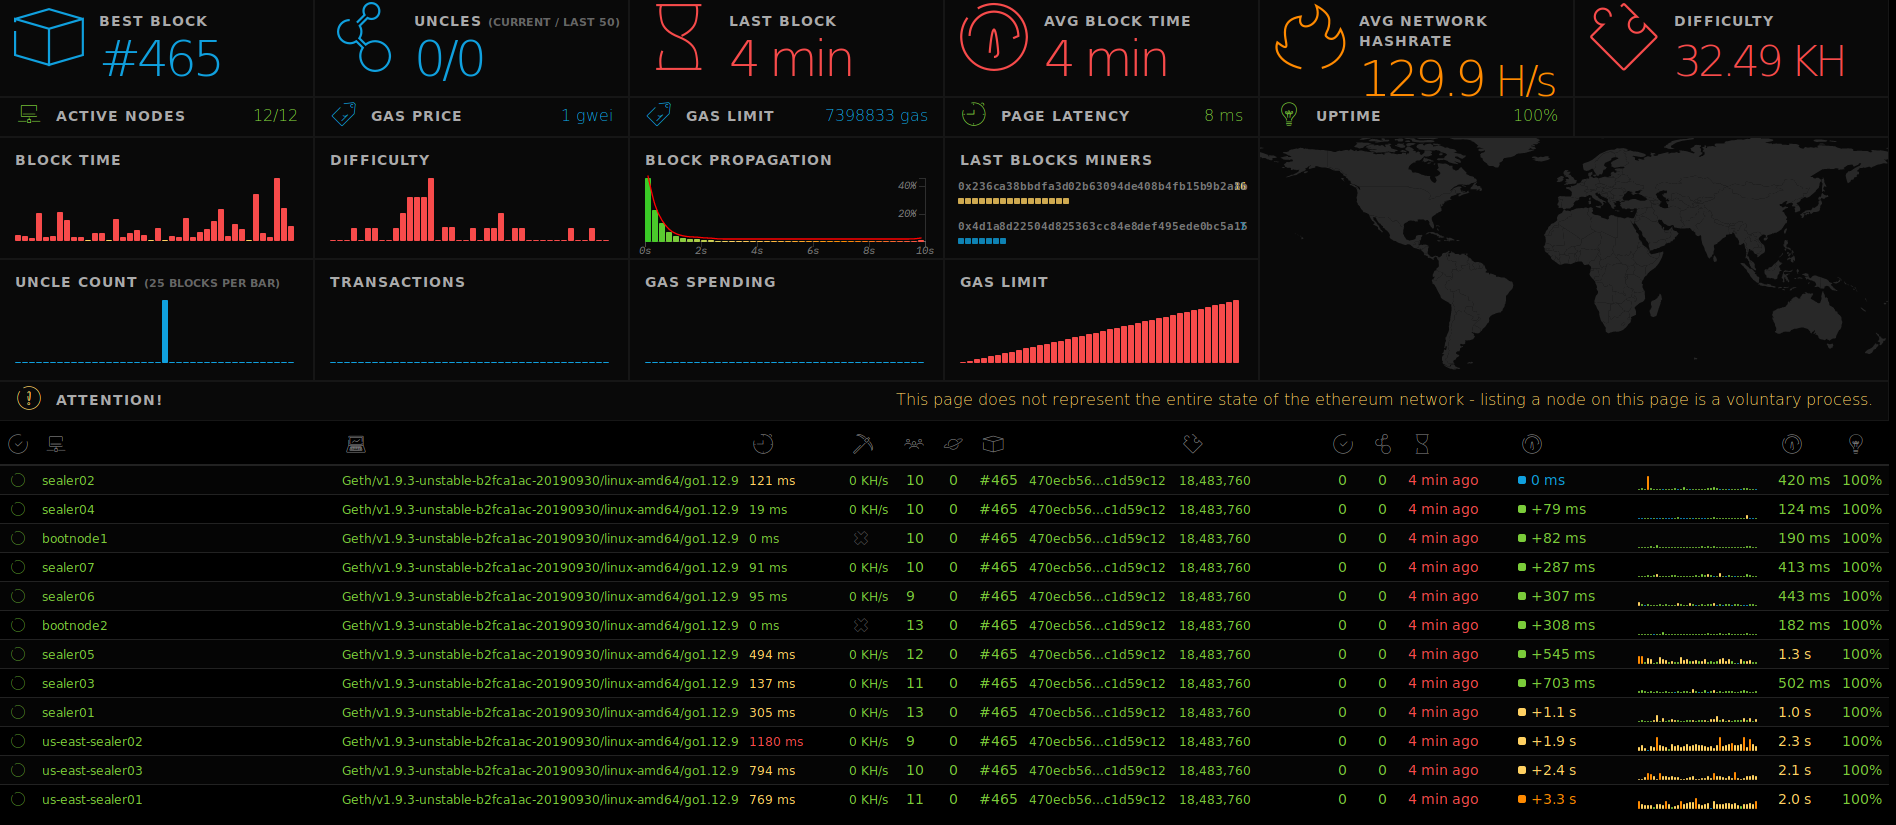 BEST BLOCK
#465
UNCLES (CURRENT / LAST 50)
0/0
LAST BLOCK
4 min
AVG BLOCK TIME
4 min
AVG NETWORK
HASHRATE
129.9 H/s
DIFFICULTY
32.49 KH
ACTIVE NODES 12/12
GAS PRICE 1 gwei
GAS LIMIT 7398833 gas
PAGE LATENCY 8 ms
UPTIME 100%
BLOCK TIME
DIFFICULTY
BLOCK PROPAGATION
40%
20%
0s 2s 4s 6s 8s 10s
LAST BLOCKS MINERS
0x236ca38bbdfa3d02b63094de408b4fb15b9b2a
0x4d1a8d22504d825363cc84e8def495ede0bc5a
UNCLE COUNT (25 BLOCKS PER BAR)
TRANSACTIONS
GAS SPENDING
GAS LIMIT
ATTENTION! This page does not represent the entire state of the ethereum network - listing a node on this page is a voluntary process.
sealer02 Geth/v1.9.3-unstable-b2fca1ac-20190930/linux-amd64/go1.12.9 121 ms 0 KH/s 10 0 #465 470ecb56...c1d59c12 18,483,760 0 0 4 min ago 0 ms 420 ms 100%
sealer04 Geth/v1.9.3-unstable-b2fca1ac-20190930/linux-amd64/go1.12.9 19 ms 0 KH/s 10 0 #465 470ecb56...c1d59c12 18,483,760 0 0 4 min ago +79 ms 124 ms 100%
bootnode1 Geth/v1.9.3-unstable-b2fca1ac-20190930/linux-amd64/go1.12.9 0 ms 10 0 #465 470ecb56...c1d59c12 18,483,760 0 0 4 min ago +82 ms 190 ms 100%
sealer07 Geth/v1.9.3-unstable-b2fca1ac-20190930/linux-amd64/go1.12.9 91 ms 0 KH/s 10 0 #465 470ecb56...c1d59c12 18,483,760 0 0 4 min ago +287 ms 413 ms 100%
sealer06 Geth/v1.9.3-unstable-b2fca1ac-20190930/linux-amd64/go1.12.9 95 ms 0 KH/s 9 0 #465 470ecb56...c1d59c12 18,483,760 0 0 4 min ago +307 ms 443 ms 100%
bootnode2 Geth/v1.9.3-unstable-b2fca1ac-20190930/linux-amd64/go1.12.9 0 ms 13 0 #465 470ecb56...c1d59c12 18,483,760 0 0 4 min ago +308 ms 182 ms 100%
sealer05 Geth/v1.9.3-unstable-b2fca1ac-20190930/linux-amd64/go1.12.9 494 ms 0 KH/s 12 0 #465 470ecb56...c1d59c12 18,483,760 0 0 4 min ago +545 ms 1.3 s 100%
sealer03 Geth/v1.9.3-unstable-b2fca1ac-20190930/linux-amd64/go1.12.9 137 ms 0 KH/s 11 0 #465 470ecb56...c1d59c12 18,483,760 0 0 4 min ago +703 ms 502 ms 100%
sealer01 Geth/v1.9.3-unstable-b2fca1ac-20190930/linux-amd64/go1.12.9 305 ms 0 KH/s 13 0 #465 470ecb56...c1d59c12 18,483,760 0 0 4 min ago +1.1 s 1.0 s 100%
us-east-sealer02 Geth/v1.9.3-unstable-b2fca1ac-20190930/linux-amd64/go1.12.9 1180 ms 0 KH/s 9 0 #465 470ecb56...c1d59c12 18,483,760 0 0 4 min ago +1.9 s 2.3 s 100%
us-east-sealer03 Geth/v1.9.3-unstable-b2fca1ac-20190930/linux-amd64/go1.12.9 794 ms 0 KH/s 10 0 #465 470ecb56...c1d59c12 18,483,760 0 0 4 min ago +2.4 s 2.1 s 100%
us-east-sealer01 Geth/v1.9.3-unstable-b2fca1ac-20190930/linux-amd64/go1.12.9 769 ms 0 KH/s 11 0 #465 470ecb56...c1d59c12 18,483,760 0 0 4 min ago +3.3 s 2.0 s 100%